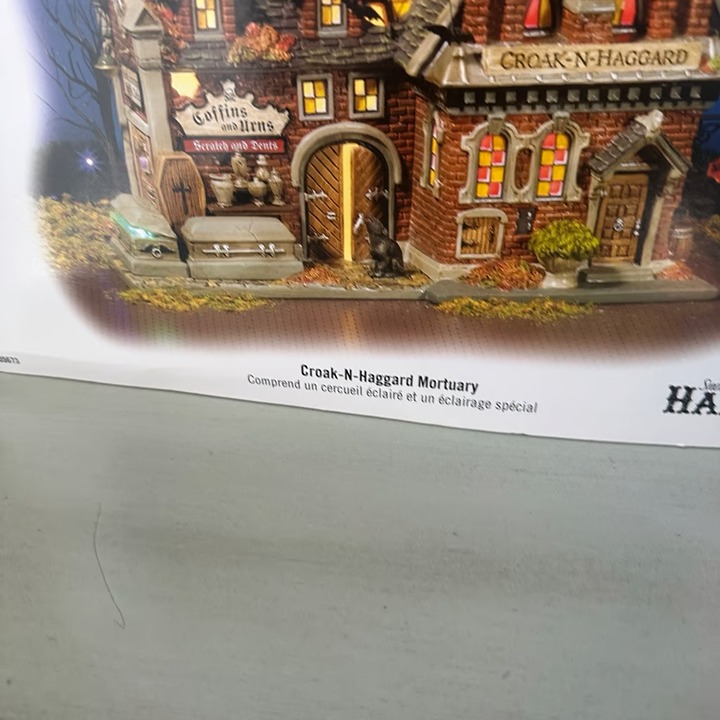 CROAK-N-HAGGARD
Coffins
and Urns
Scratch and Dents
Croak-N-Haggard Mortuary
Comprend un cercueil éclairé et un éclairage spécial
HA